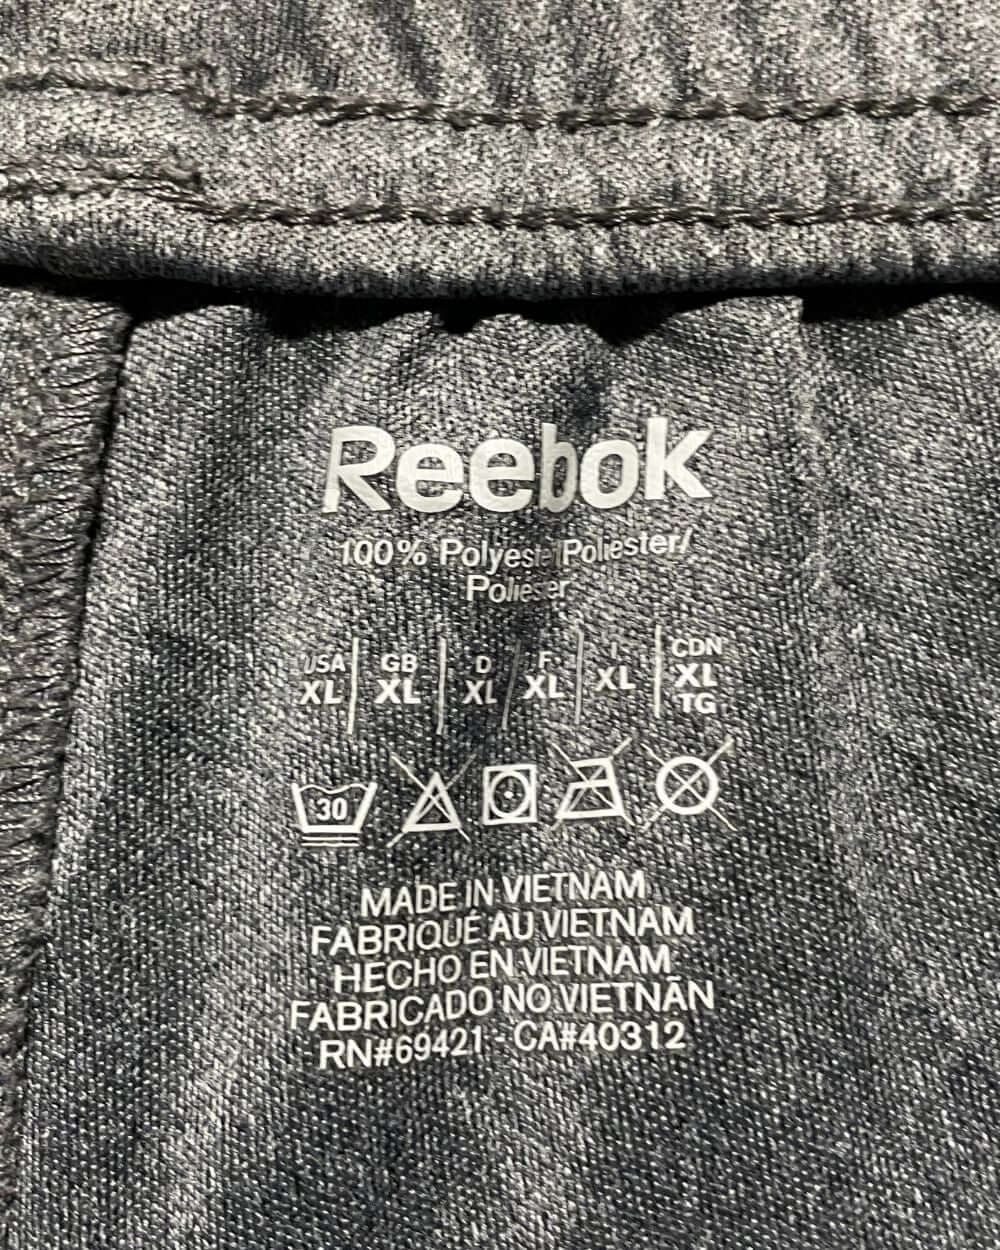 Reebok
100% Polyester/Poliester/
Poliéster
USA GB D F I CDN
XL XL XL XL XL XL
TG
30
MADE IN VIETNAM
FABRIQUÉ AU VIETNAM
HECHO EN VIETNAM
FABRICADO NO VIETNÃN
RN#69421 - CA#40312